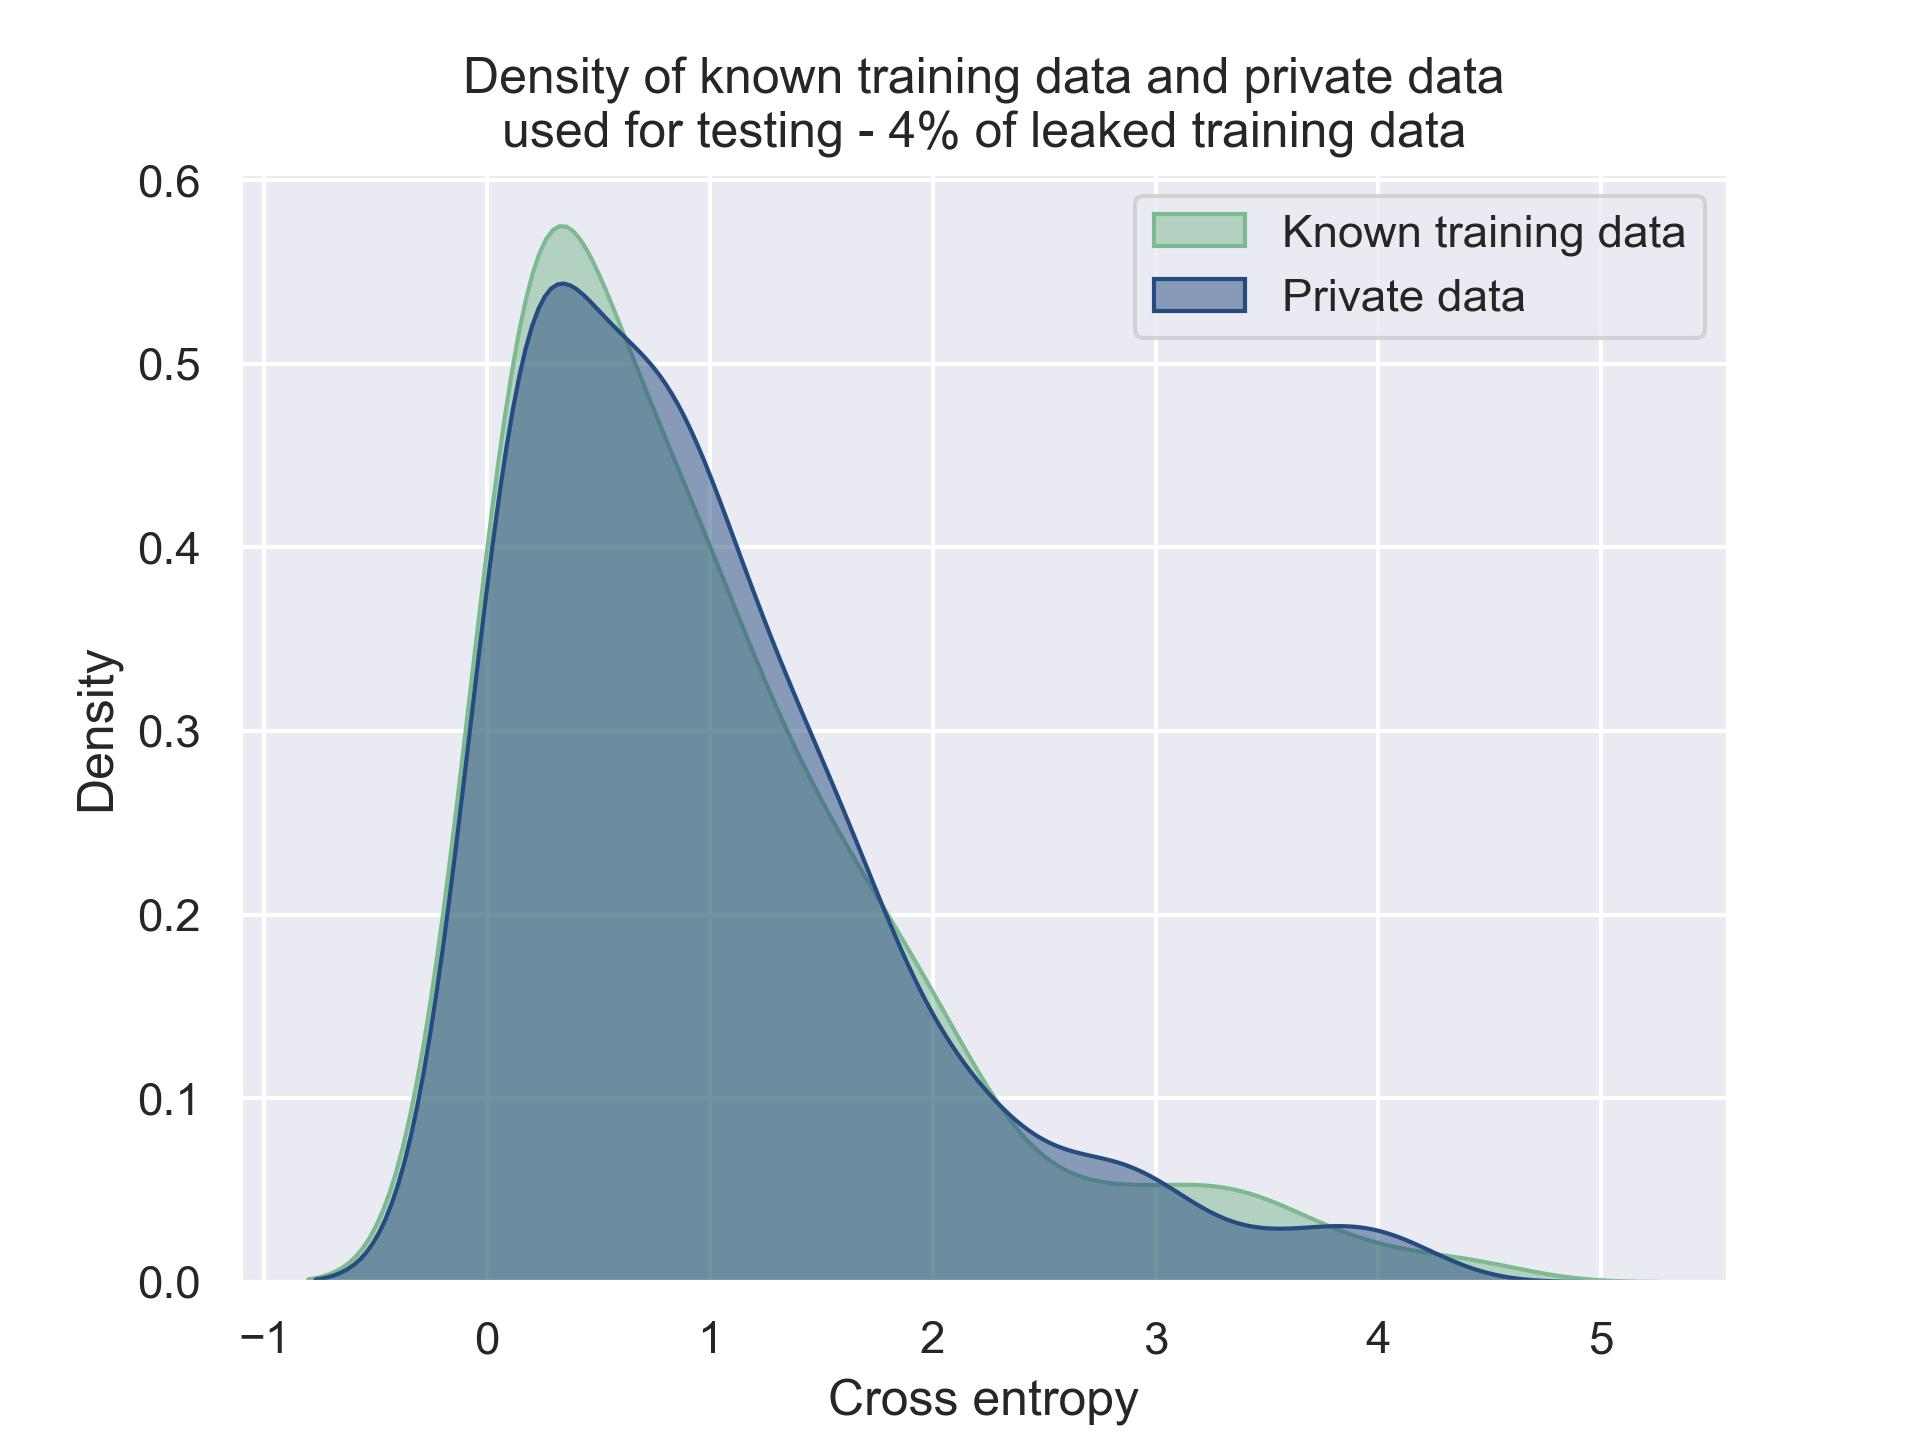 Density of known training data and private data
used for testing - 4% of leaked training data
Known training data
Private data
Density
0.6
0.5
0.4
0.3
0.2
0.1
0.0
−1 0 1 2 3 4 5
Cross entropy